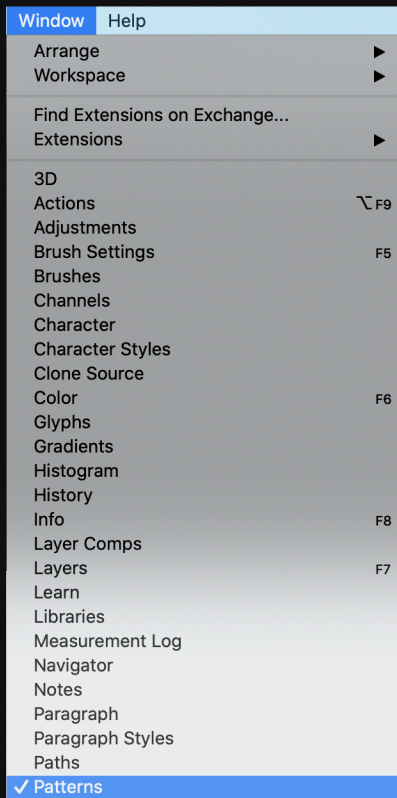 Window Help
Arrange ▶
Workspace ▶
Find Extensions on Exchange...
Extensions ▶
3D
Actions ⌥ F9
Adjustments
Brush Settings F5
Brushes
Channels
Character
Character Styles
Clone Source
Color F6
Glyphs
Gradients
Histogram
History
Info F8
Layer Comps
Layers F7
Learn
Libraries
Measurement Log
Navigator
Notes
Paragraph
Paragraph Styles
Paths
✓ Patterns